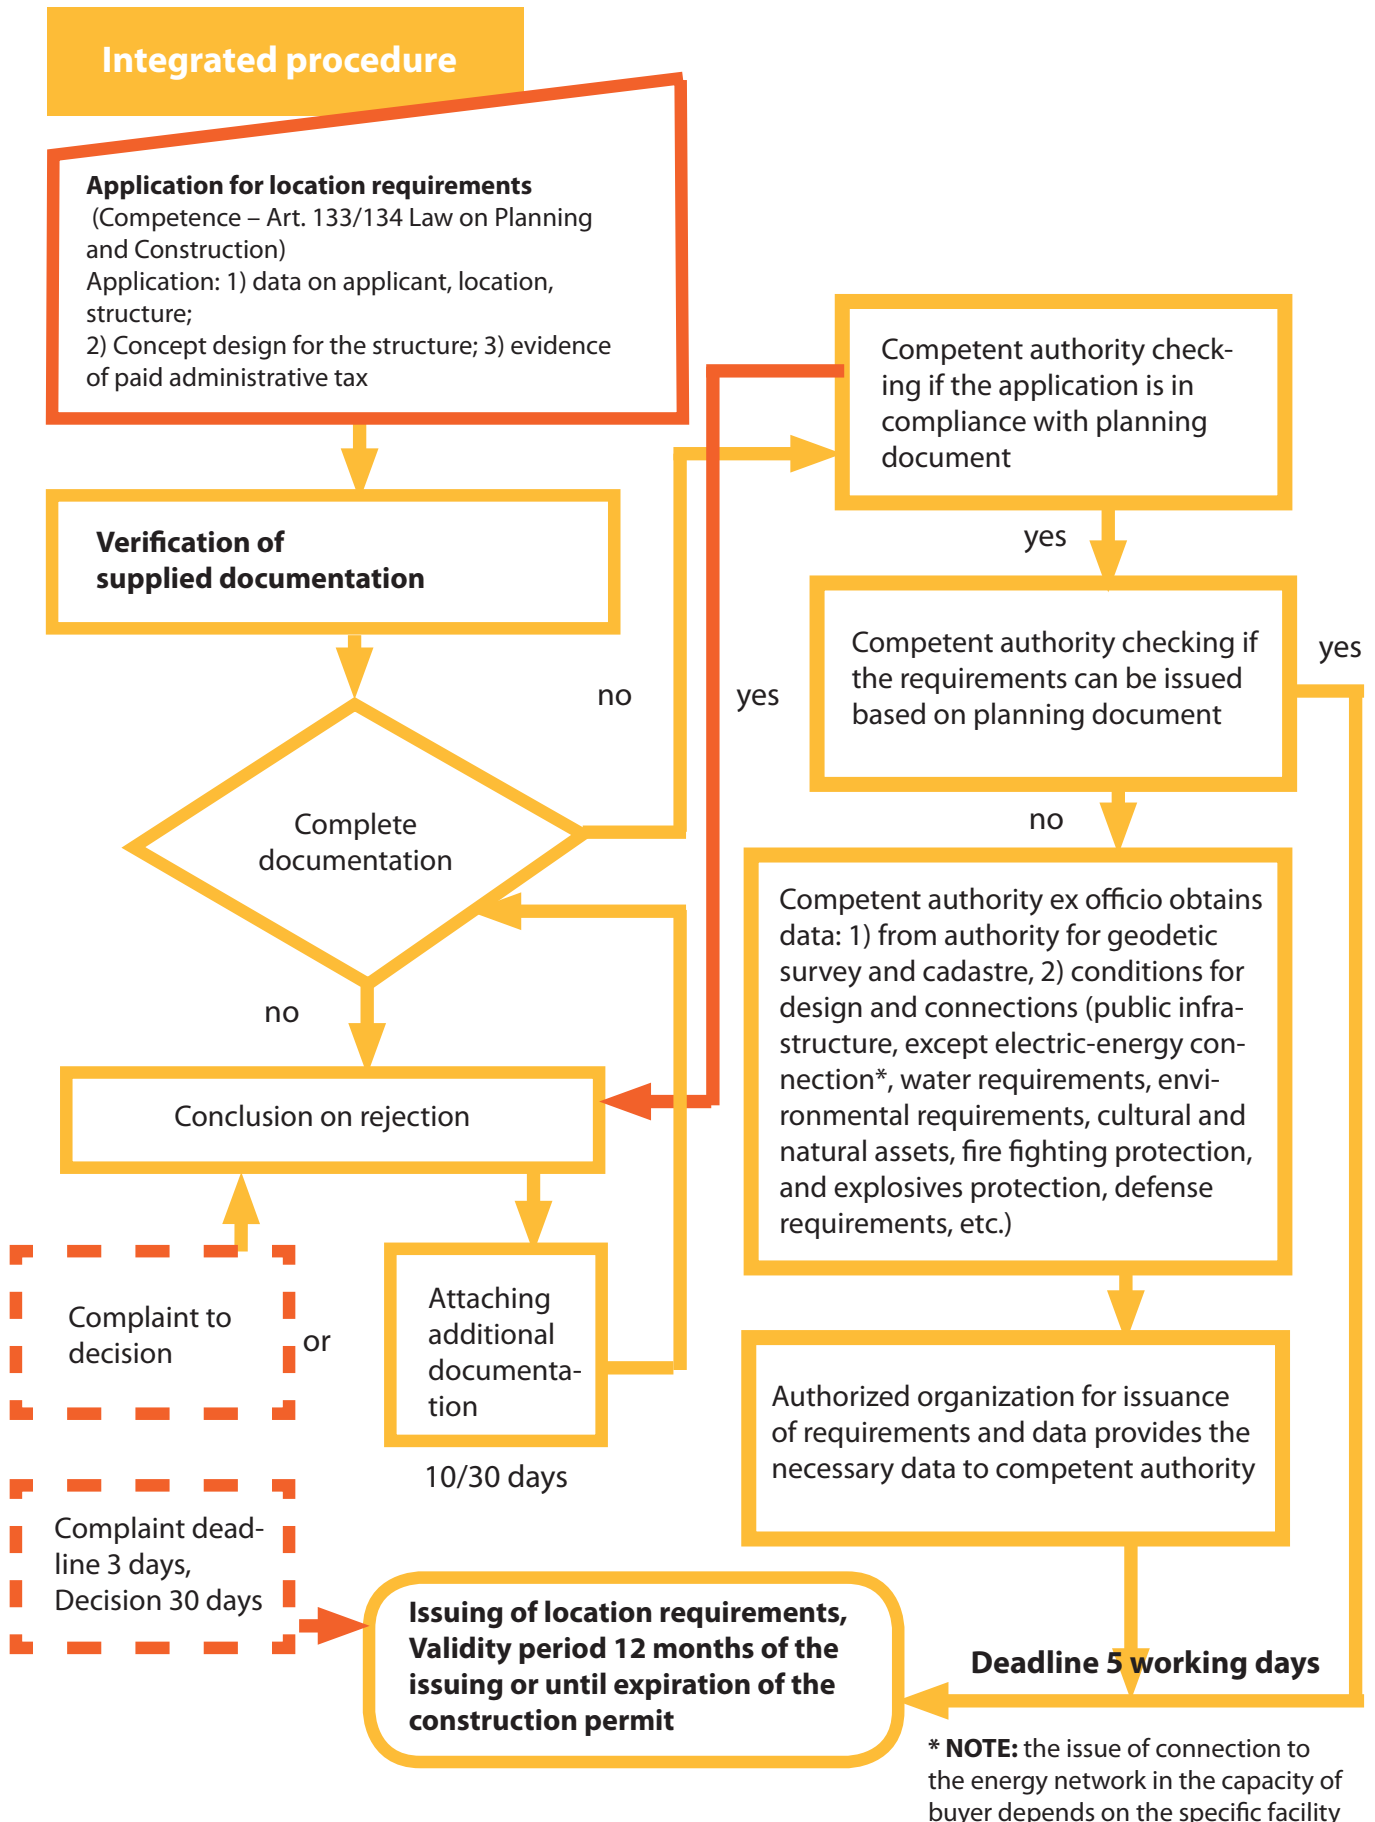 Integrated procedure
Application for location requirements
(Competence – Art. 133/134 Law on Planning
and Construction)
Application: 1) data on applicant, location,
structure;
2) Concept design for the structure; 3) evidence
of paid administrative tax
Verification of
supplied documentation
Complete
documentation
no
yes
no
Conclusion on rejection
Complaint to
decision
or
Attaching
additional
documenta-
tion
10/30 days
Complaint dead-
line 3 days,
Decision 30 days
Issuing of location requirements,
Validity period 12 months of the
issuing or until expiration of the
construction permit
Competent authority check-
ing if the application is in
compliance with planning
document
yes
Competent authority checking if
the requirements can be issued
based on planning document
yes
no
Competent authority ex officio obtains
data: 1) from authority for geodetic
survey and cadastre, 2) conditions for
design and connections (public infra-
structure, except electric-energy con-
nection*, water requirements, envi-
ronmental requirements, cultural and
natural assets, fire fighting protection,
and explosives protection, defense
requirements, etc.)
Authorized organization for issuance
of requirements and data provides the
necessary data to competent authority
Deadline 5 working days
* NOTE: the issue of connection to
the energy network in the capacity of
buyer depends on the specific facility